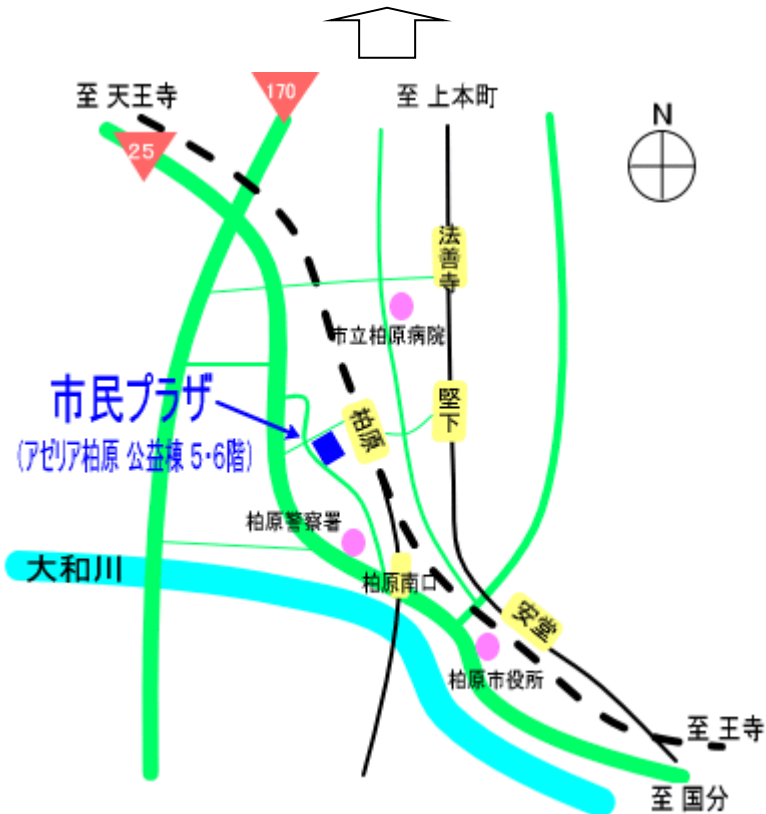 170
至 天王寺
至 上本町
N
25
法善寺
市立柏原病院
市民プラザ
(アゼリア柏原 公益棟 5・6階)
堅下
柏原
柏原警察署
大和川
柏原南口
安堂
柏原市役所
至 王寺
至 国分